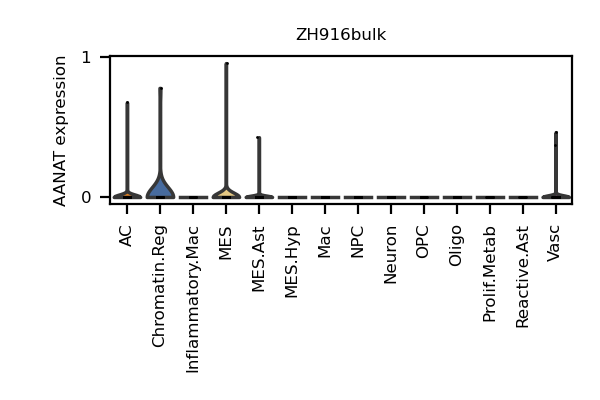 ZH916bulk
AANAT expression
1
0
AC
Chromatin.Reg
Inflammatory.Mac
MES
MES.Ast
MES.Hyp
Mac
NPC
Neuron
OPC
Oligo
Prolif.Metab
Reactive.Ast
Vasc